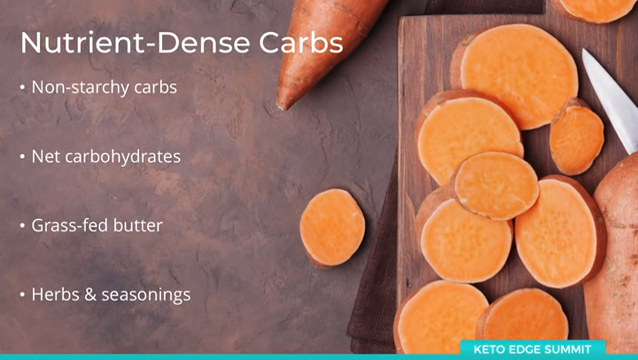 Nutrient-Dense Carbs
• Non-starchy carbs
• Net carbohydrates
• Grass-fed butter
• Herbs & seasonings
KETO EDGE SUMMIT